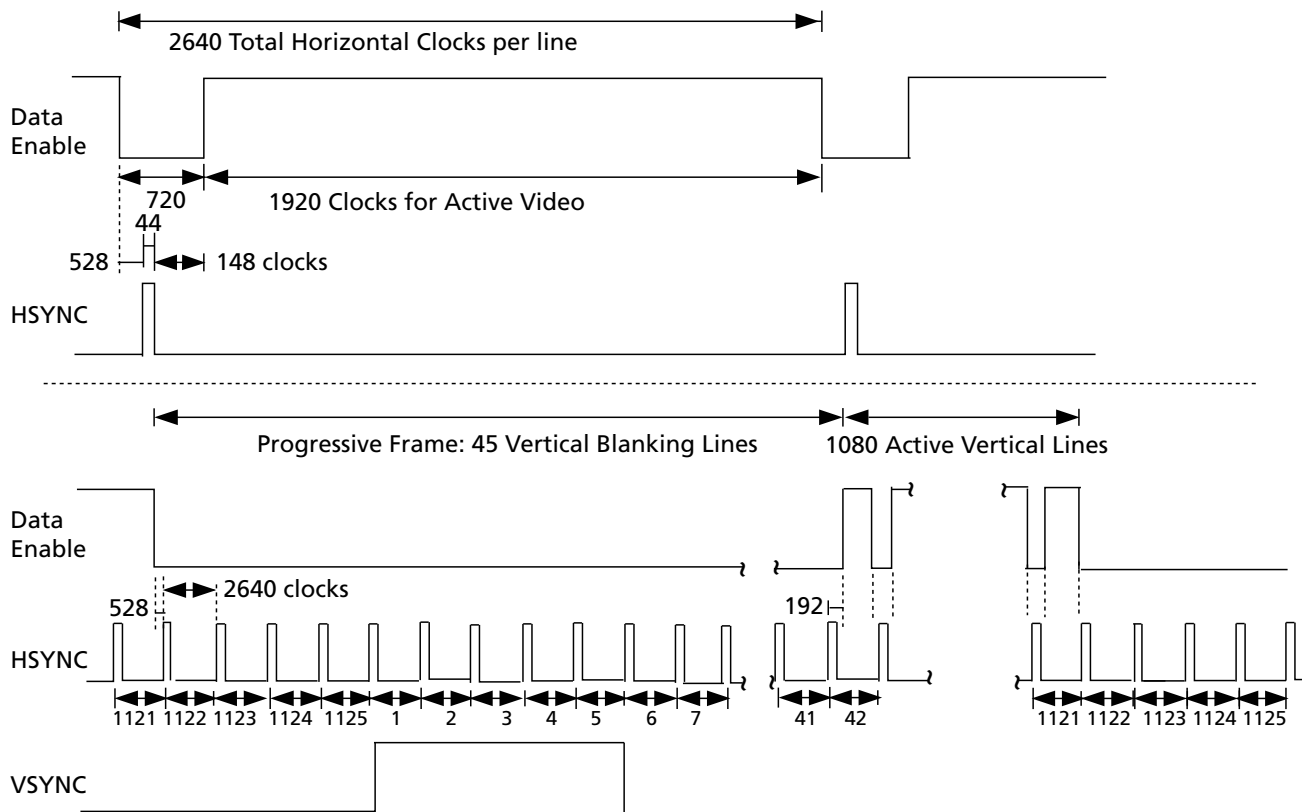 2640 Total Horizontal Clocks per line
Data
Enable
720
1920 Clocks for Active Video
44
528
148 clocks
HSYNC
Progressive Frame: 45 Vertical Blanking Lines
1080 Active Vertical Lines
Data
Enable
2640 clocks
528
192
HSYNC
1121 1122 1123 1124 1125 1 2 3 4 5 6 7 41 42 1121 1122 1123 1124 1125
VSYNC